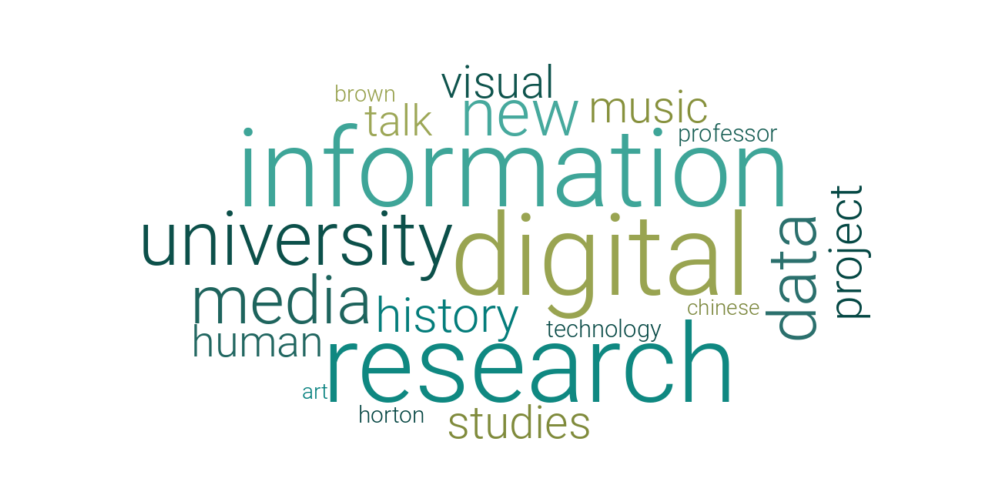 visual
brown
new
music
talk
professor
information
project
university
digital
data
media
history
chinese
technology
human
research
art
horton
studies